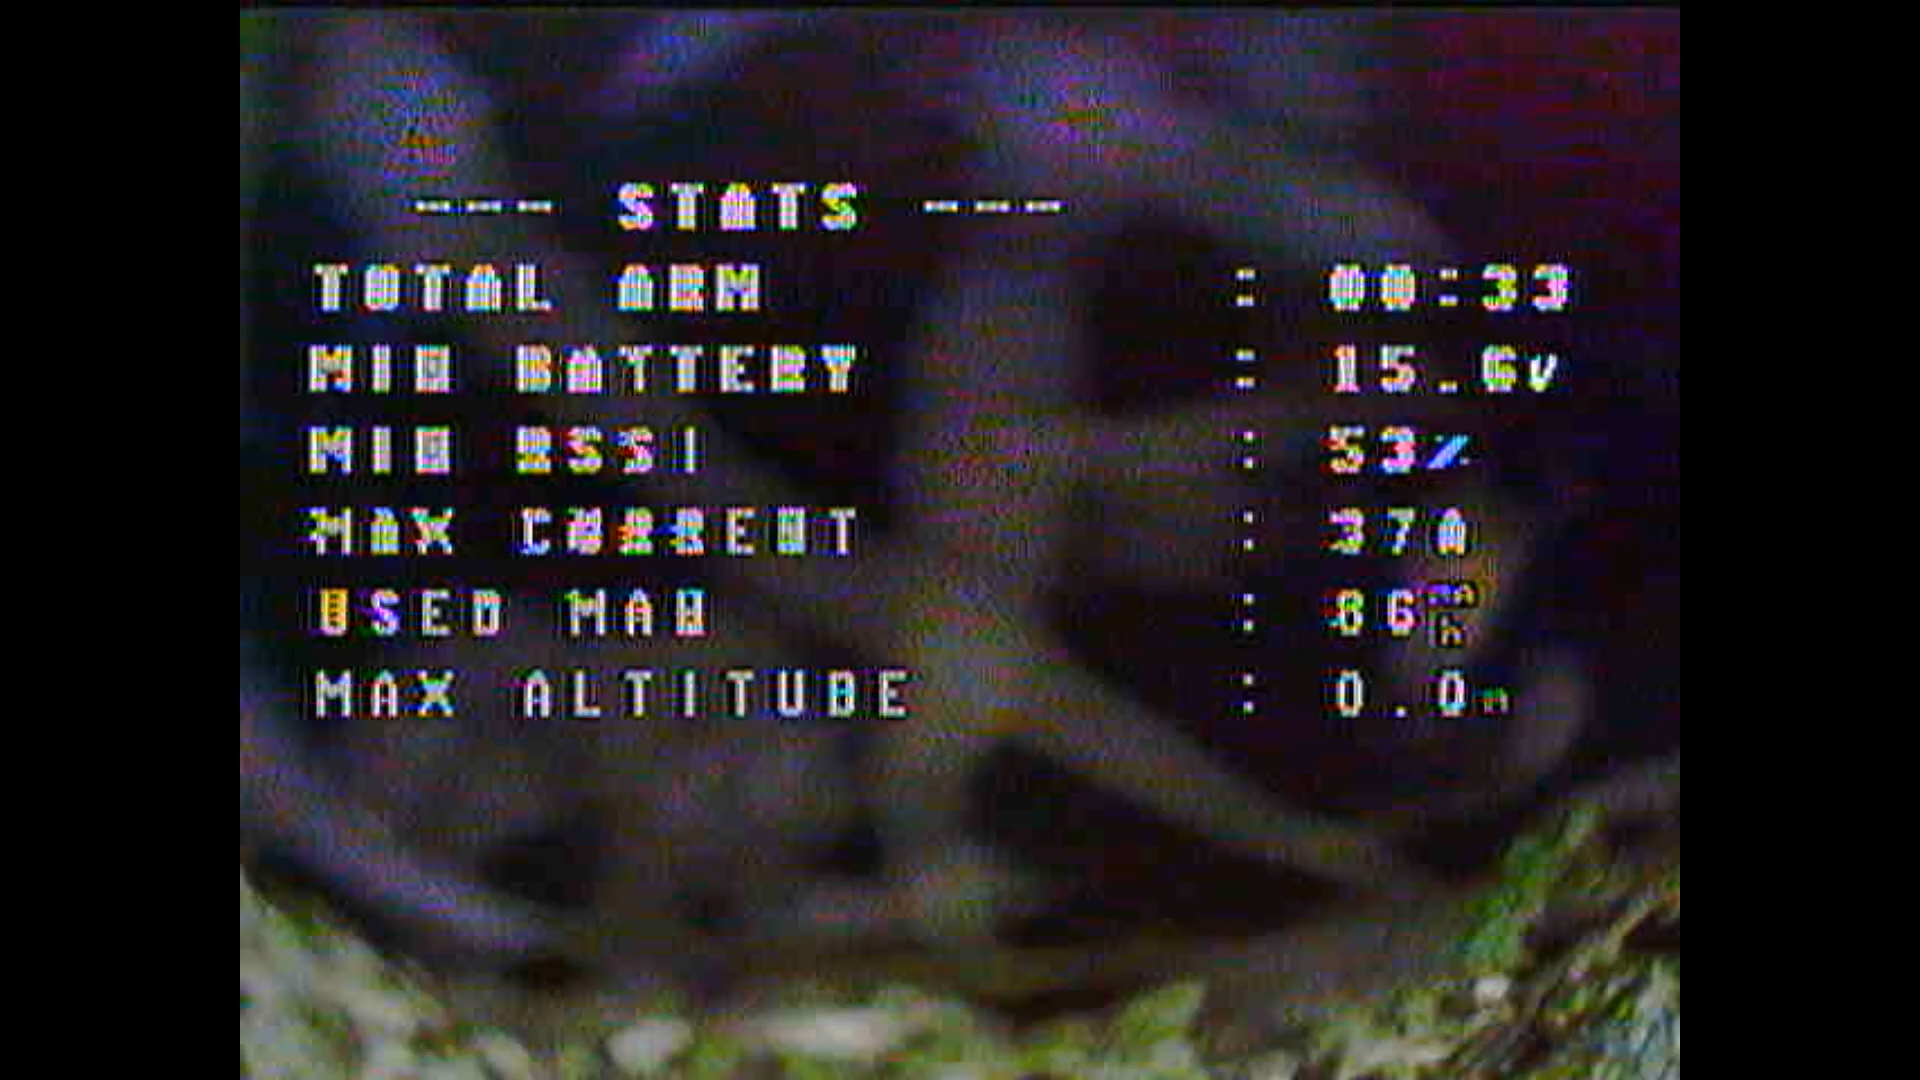 --- STATS ---
TOTAL ARM : 00:33
MIN BATTERY : 15.6V
MIN RSSI : 53%
MAX CURRENT : 37A
USED MAH : 86mAh
MAX ALTITUDE : 0.0m